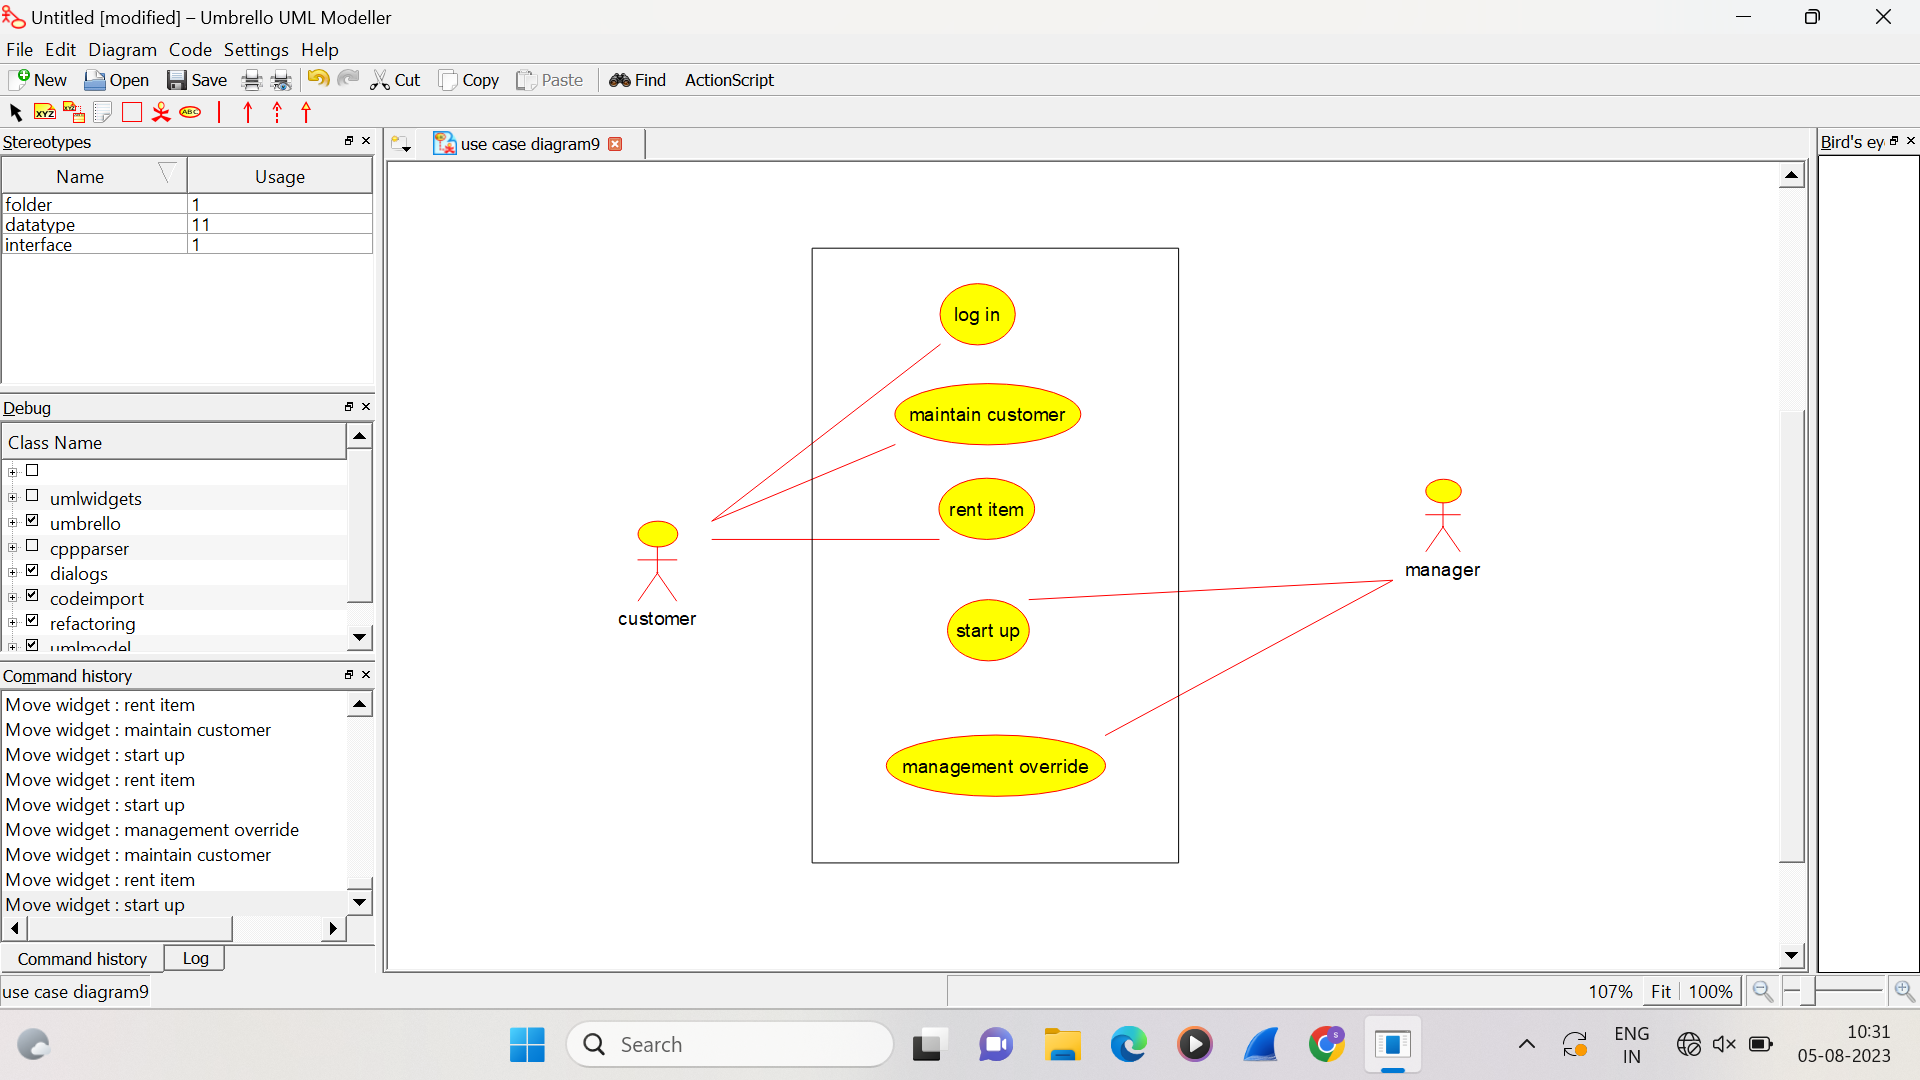 Untitled [modified] – Umbrello UML Modeller
File Edit Diagram Code Settings Help
New Open Save Cut Copy Paste Find ActionScript
XYZ XYZ ABC
Stereotypes
Name Usage
folder 1
datatype 11
interface 1
Debug
Class Name
umlwidgets
umbrello
cppparser
dialogs
codeimport
refactoring
umlmodel
Command history
Move widget : rent item
Move widget : maintain customer
Move widget : start up
Move widget : rent item
Move widget : start up
Move widget : management override
Move widget : maintain customer
Move widget : rent item
Move widget : start up
Command history Log
use case diagram9
use case diagram9
log in
maintain customer
rent item
start up
management override
customer
manager
Bird's ey
107% Fit 100%
Search
S
ENG
IN
10:31
05-08-2023